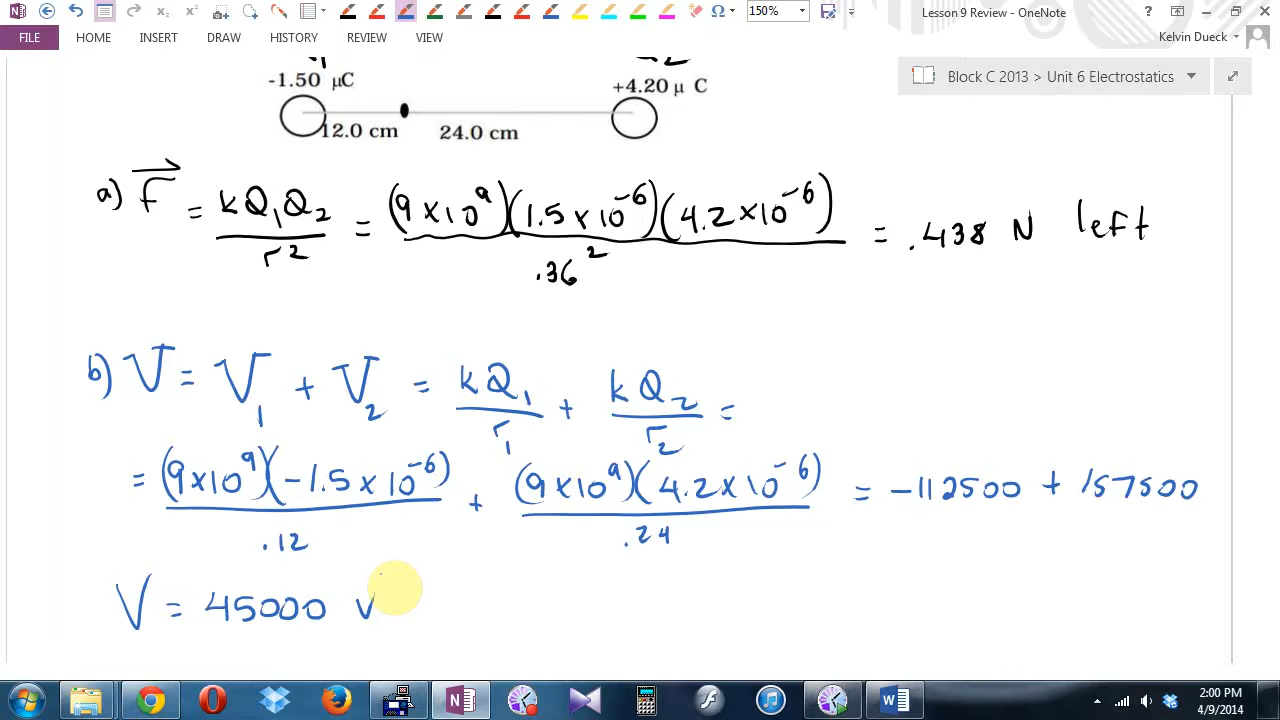 150%
Lesson 9 Review - OneNote
FILE HOME INSERT DRAW HISTORY REVIEW VIEW
Kelvin Dueck
Block C 2013 > Unit 6 Electrostatics
-1.50 μC
+4.20 μ C
12.0 cm
24.0 cm
a) F = kQ1Q2 / r² = (9 x 10⁹)(1.5 x 10⁻⁶)(4.2 x 10⁻⁶) / .36² = .438 N left
b) V = V1 + V2 = kQ1 / r1 + kQ2 / r2 =
= (9 x 10⁹)(-1.5 x 10⁻⁶) / .12 + (9 x 10⁹)(4.2 x 10⁻⁶) / .24 = -112500 + 157500
V = 45000 V
2:00 PM
4/9/2014